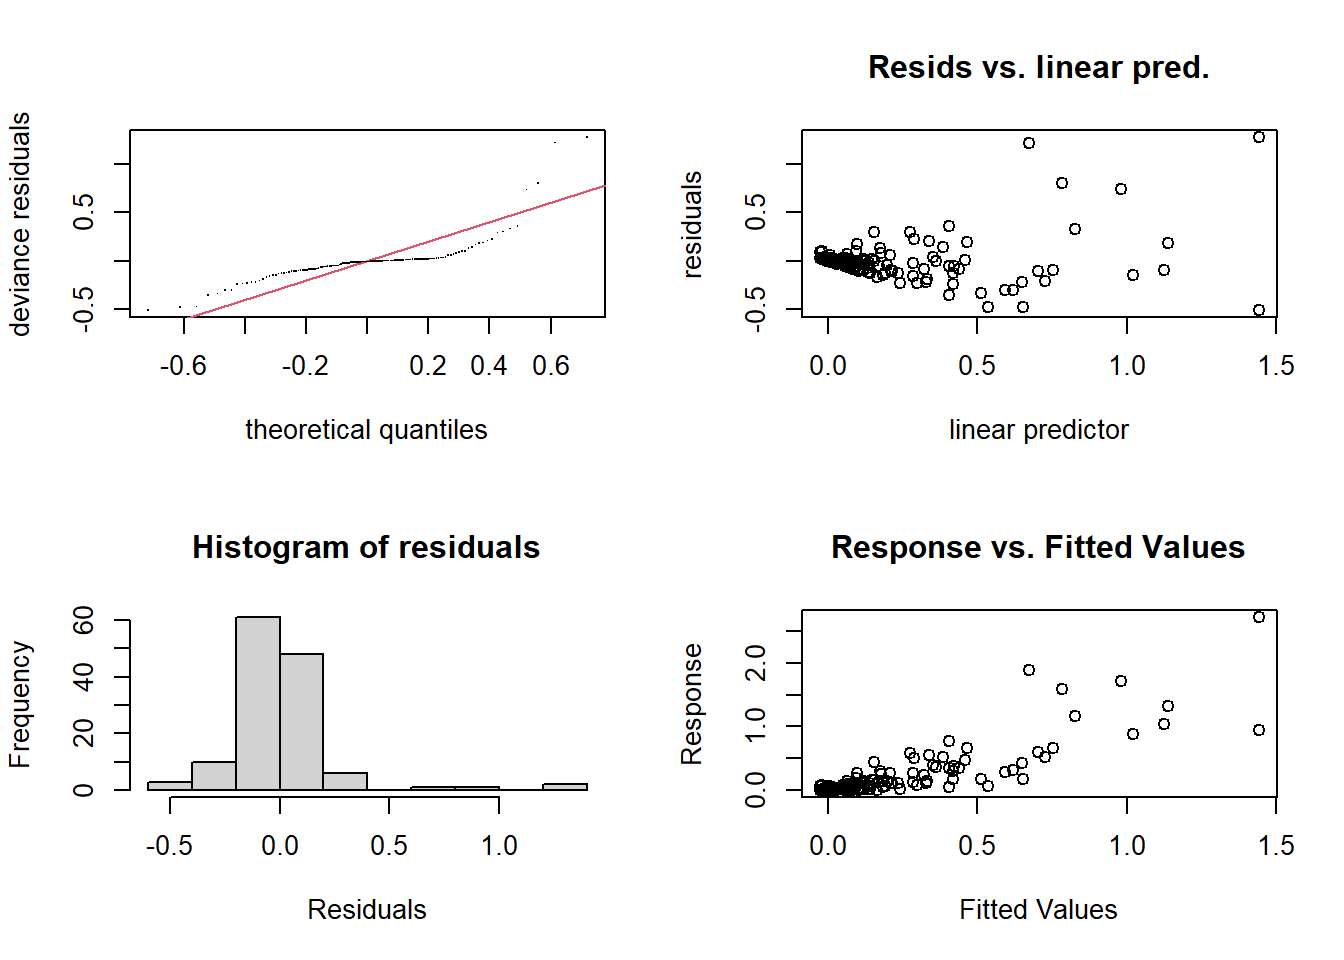 deviance residuals
0.5
-0.5
-0.6
-0.2
0.2
0.4
0.6
theoretical quantiles
Resids vs. linear pred.
residuals
0.5
-0.5
0.0
0.5
1.0
1.5
linear predictor
Histogram of residuals
Frequency
60
40
20
0
-0.5
0.0
0.5
1.0
Residuals
Response vs. Fitted Values
Response
2.0
1.0
0.0
0.0
0.5
1.0
1.5
Fitted Values